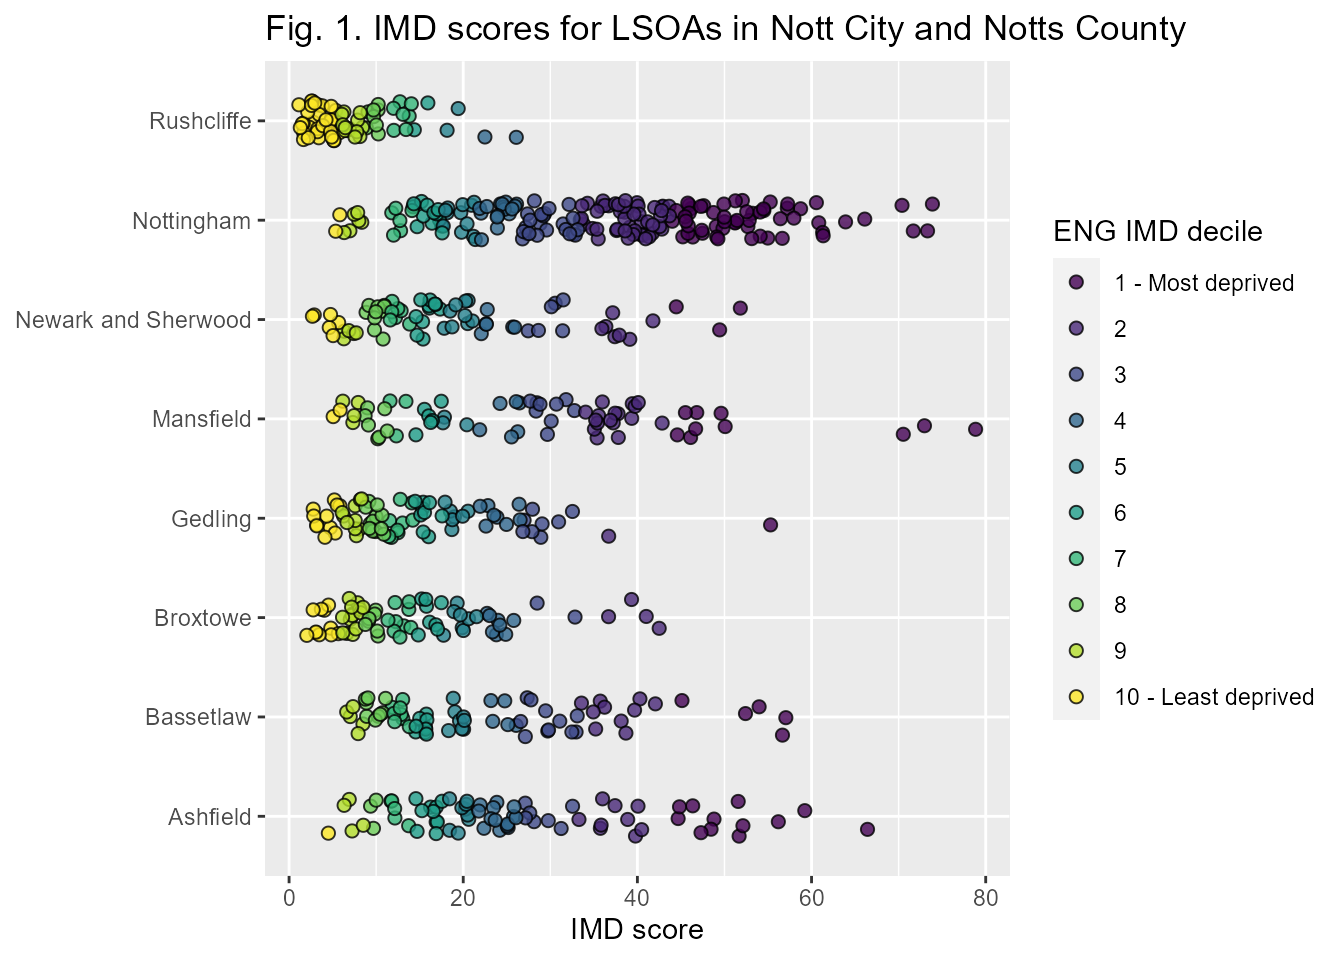 Fig. 1. IMD scores for LSOAs in Nott City and Notts County
Rushcliffe
Nottingham
Newark and Sherwood
Mansfield
Gedling
Broxtowe
Bassetlaw
Ashfield
0 20 40 60 80
IMD score
ENG IMD decile
1 - Most deprived
2
3
4
5
6
7
8
9
10 - Least deprived